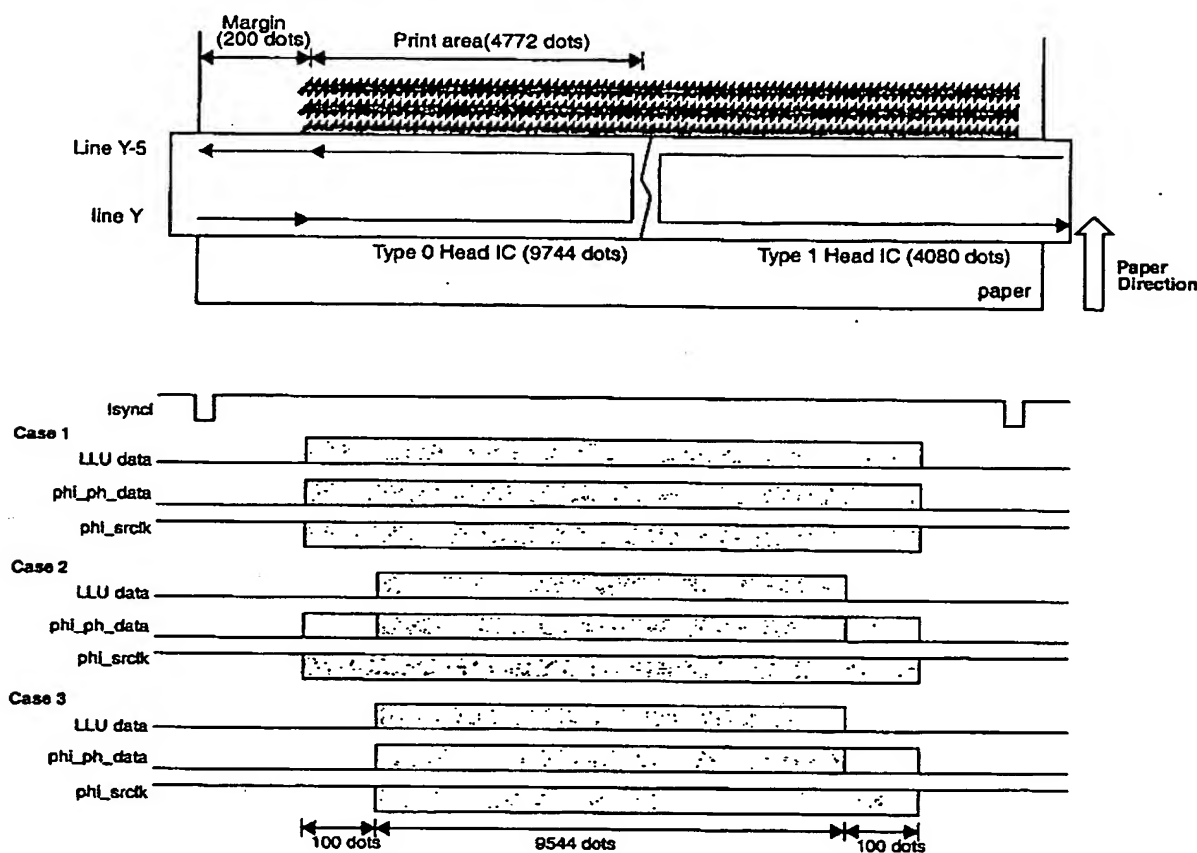 Margin
(200 dots)
Print area(4772 dots)
Line Y-5
line Y
Type 0 Head IC (9744 dots)
Type 1 Head IC (4080 dots)
Paper
Direction
paper
lsyncl
Case 1
LLU data
phi_ph_data
phi_srclk
Case 2
LLU data
phi_ph_data
phi_srclk
Case 3
LLU data
phi_ph_data
phi_srclk
100 dots
9544 dots
100 dots